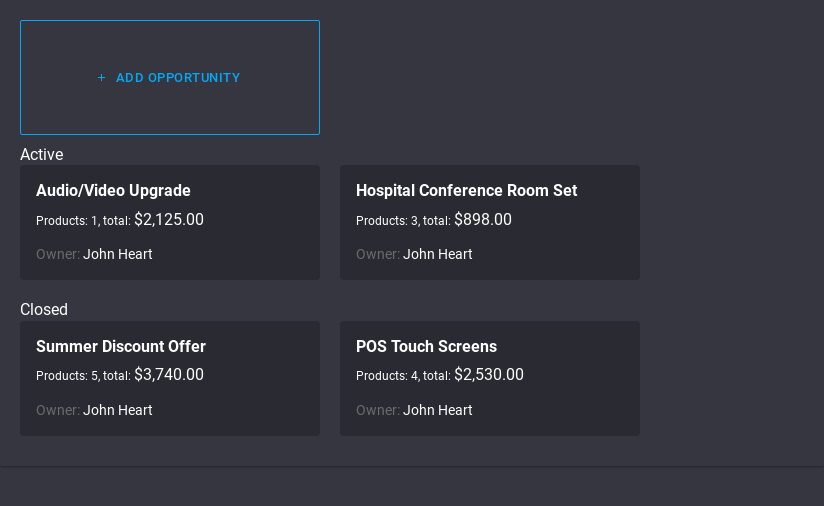 + ADD OPPORTUNITY
Active
Audio/Video Upgrade
Products: 1, total: $2,125.00
Owner: John Heart
Hospital Conference Room Set
Products: 3, total: $898.00
Owner: John Heart
Closed
Summer Discount Offer
Products: 5, total: $3,740.00
Owner: John Heart
POS Touch Screens
Products: 4, total: $2,530.00
Owner: John Heart